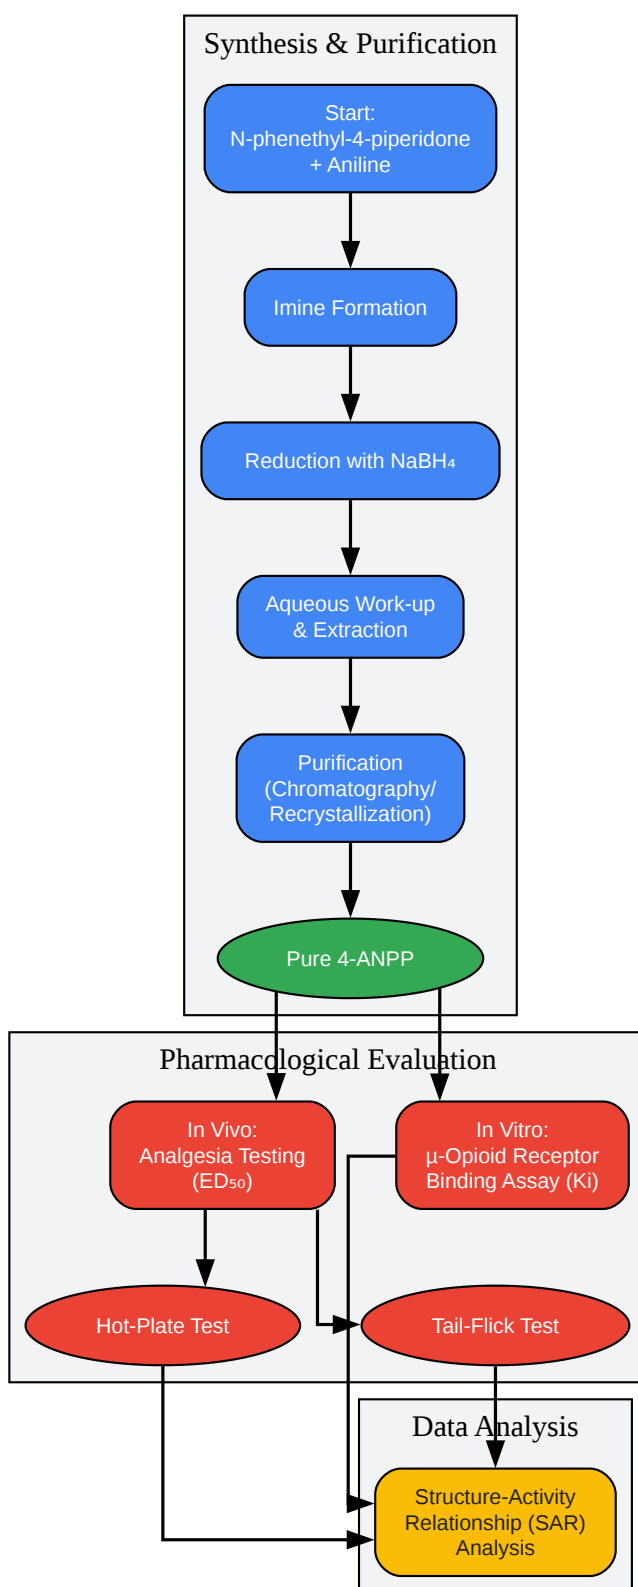 Synthesis & Purification
Start:
N-phenethyl-4-piperidone
+ Aniline
Imine Formation
Reduction with NaBH₄
Aqueous Work-up
& Extraction
Purification
(Chromatography/
Recrystallization)
Pure 4-ANPP
Pharmacological Evaluation
In Vivo:
Analgesia Testing
(ED₅₀)
In Vitro:
µ-Opioid Receptor
Binding Assay (Ki)
Hot-Plate Test
Tail-Flick Test
Data Analysis
Structure-Activity
Relationship (SAR)
Analysis